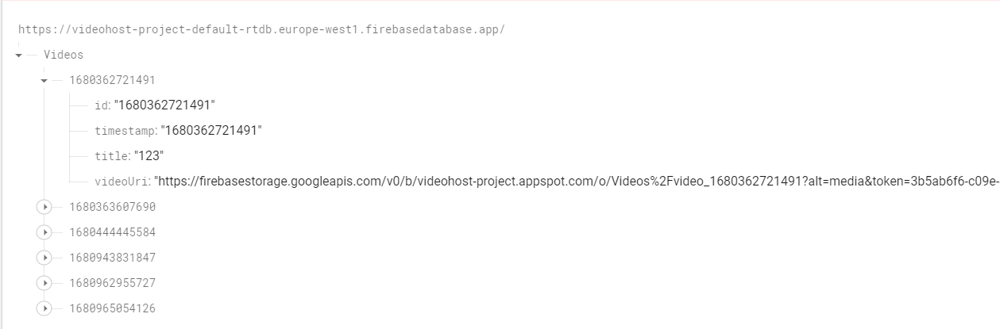 https://videohost-project-default-rtdb.europe-west1.firebasedatabase.app/
Videos
1680362721491
id: "1680362721491"
timestamp: "1680362721491"
title: "123"
videoUri: "https://firebasestorage.googleapis.com/v0/b/videohost-project.appspot.com/o/Videos%2Fvideo_1680362721491?alt=media&token=3b5ab6f6-c09e-
1680363607690
1680444445584
1680943831847
1680962955727
1680965054126